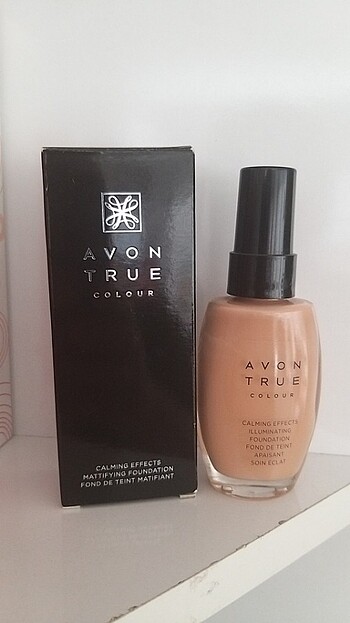 AVON
TRUE
COLOUR
CALMING EFFECTS
MATTIFYING FOUNDATION
FOND DE TEINT MATIFIANT
AVON
TRUE
COLOUR
CALMING EFFECTS
ILLUMINATING
FOUNDATION
FOND DE TEINT
APAISANT
SOIN ECLAT